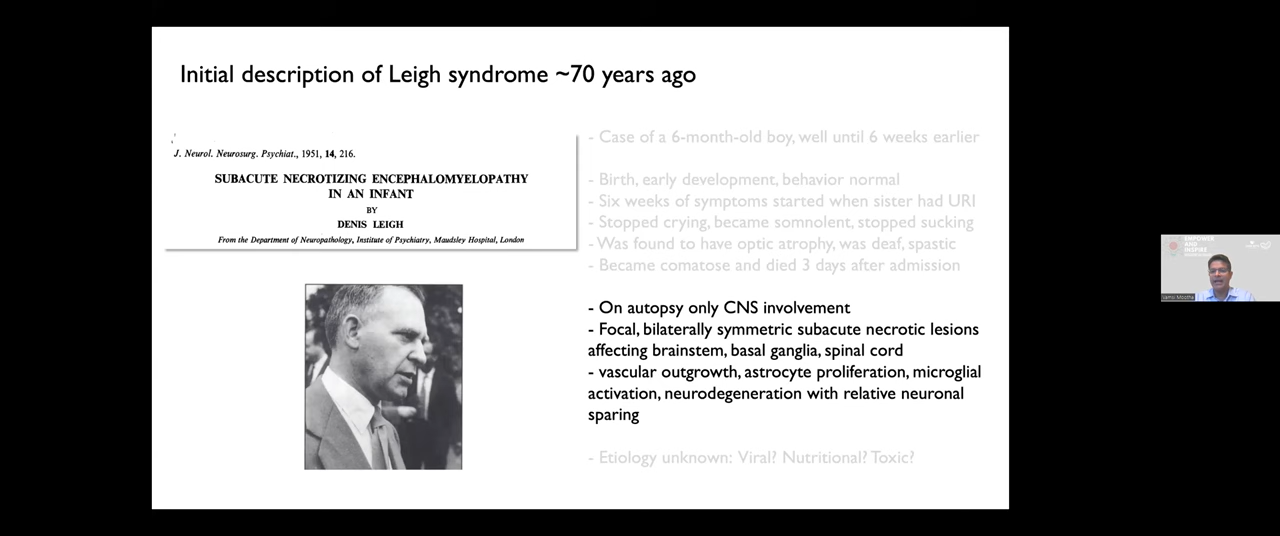 Initial description of Leigh syndrome ~70 years ago
J. Neurol. Neurosurg. Psychiat., 1951, 14, 216.
SUBACUTE NECROTIZING ENCEPHALOMYELOPATHY
IN AN INFANT
BY
DENIS LEIGH
From the Department of Neuropathology, Institute of Psychiatry, Maudsley Hospital, London
- Case of a 6-month-old boy, well until 6 weeks earlier
- Birth, early development, behavior normal
- Six weeks of symptoms started when sister had URI
- Stopped crying, became somnolent, stopped sucking
- Was found to have optic atrophy, was deaf, spastic
- Became comatose and died 3 days after admission
- On autopsy only CNS involvement
- Focal, bilaterally symmetric subacute necrotic lesions
affecting brainstem, basal ganglia, spinal cord
- vascular outgrowth, astrocyte proliferation, microglial
activation, neurodegeneration with relative neuronal
sparing
- Etiology unknown: Viral? Nutritional? Toxic?
EMPOWER
AND
INSPIRE